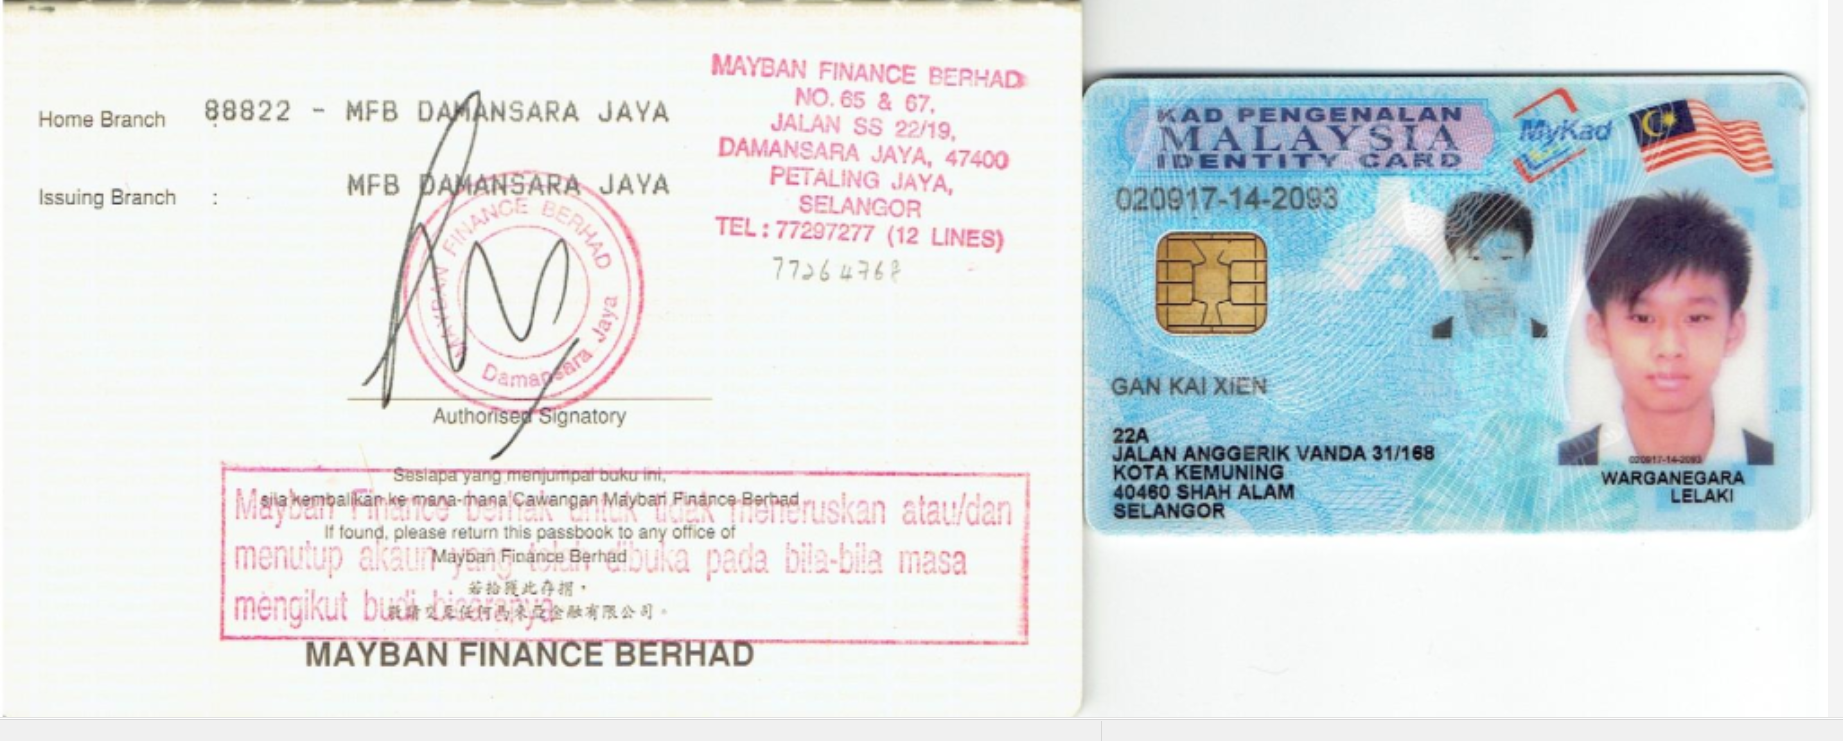 Home Branch : 88822 - MFB DAMANSARA JAYA
Issuing Branch : MFB DAMANSARA JAYA
MAYBAN FINANCE BERHAD
NO. 65 & 67,
JALAN SS 22/19,
DAMANSARA JAYA, 47400
PETALING JAYA,
SELANGOR
TEL : 77297277 (12 LINES)
MAYBAN FINANCE BERHAD
Damansara Jaya
Authorised Signatory
Sesiapa yang menjumpai buku ini,
sila kembalikan ke mana-mana Cawangan Mayban Finance Berhad
If found, please return this passbook to any office of
Mayban Finance Berhad
若拾獲此存摺,
敬請交至任何馬來亞金融有限公司。
Mayban Finance berhak untuk tidak meneruskan atau/dan
menutup akaun yang telah dibuka pada bila-bila masa
mengikut budi bicaranya
MAYBAN FINANCE BERHAD
KAD PENGENALAN
MALAYSIA
IDENTITY CARD
MyKad
020917-14-2093
GAN KAI XIEN
22A
JALAN ANGGERIK VANDA 31/168
KOTA KEMUNING
40460 SHAH ALAM
SELANGOR
020917-14-2093
WARGANEGARA
LELAKI